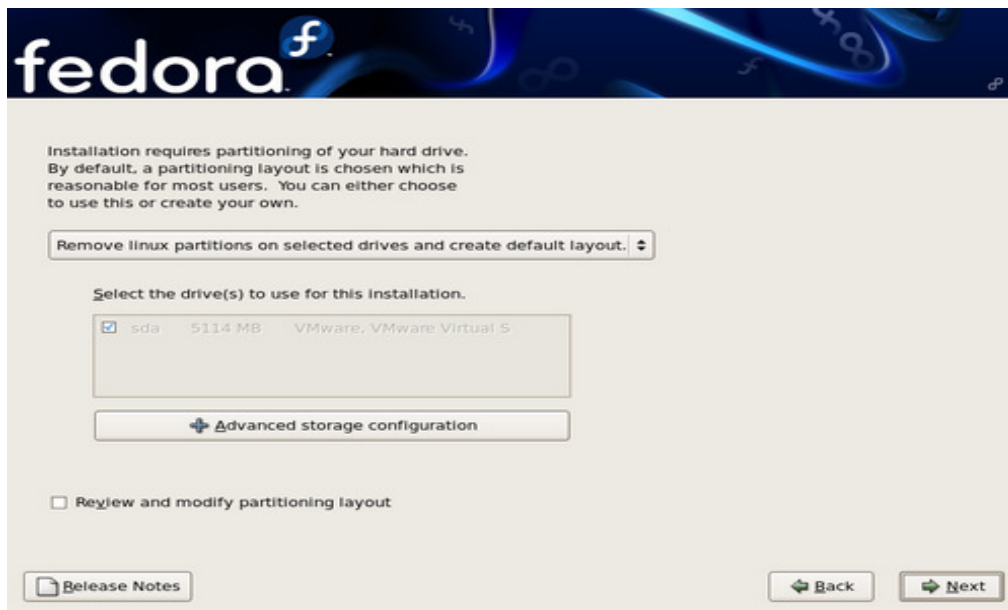 fedora
Installation requires partitioning of your hard drive.
By default, a partitioning layout is chosen which is
reasonable for most users. You can either choose
to use this or create your own.
Remove linux partitions on selected drives and create default layout.
Select the drive(s) to use for this installation.
sda 5114 MB VMware, VMware Virtual S
Advanced storage configuration
Review and modify partitioning layout
Release Notes
Back
Next